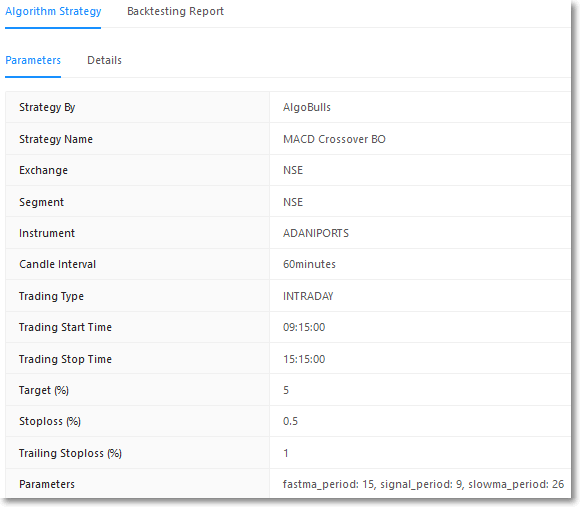 Algorithm Strategy Backtesting Report
Parameters Details
Strategy By AlgoBulls
Strategy Name MACD Crossover BO
Exchange NSE
Segment NSE
Instrument ADANIPORTS
Candle Interval 60minutes
Trading Type INTRADAY
Trading Start Time 09:15:00
Trading Stop Time 15:15:00
Target (%) 5
Stoploss (%) 0.5
Trailing Stoploss (%) 1
Parameters fastma_period: 15, signal_period: 9, slowma_period: 26